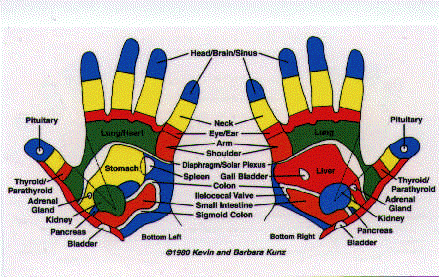 Head/Brain/Sinus
Pituitary
Pituitary
Neck
Lung/Heart
Eye/Ear
Lung
Arm
Shoulder
Stomach
Diaphragm/Solar Plexus
Liver
Spleen
Gall Bladder
Thyroid/
Parathyroid
Thyroid/
Parathyroid
Colon
Adrenal
Gland
Ileocecal Valve
Adrenal
Gland
Small Intestine
Kidney
Kidney
Sigmoid Colon
Pancreas
Pancreas
Bladder
Bladder
Bottom Left
Bottom Right
©1980 Kevin and Barbara Kunz